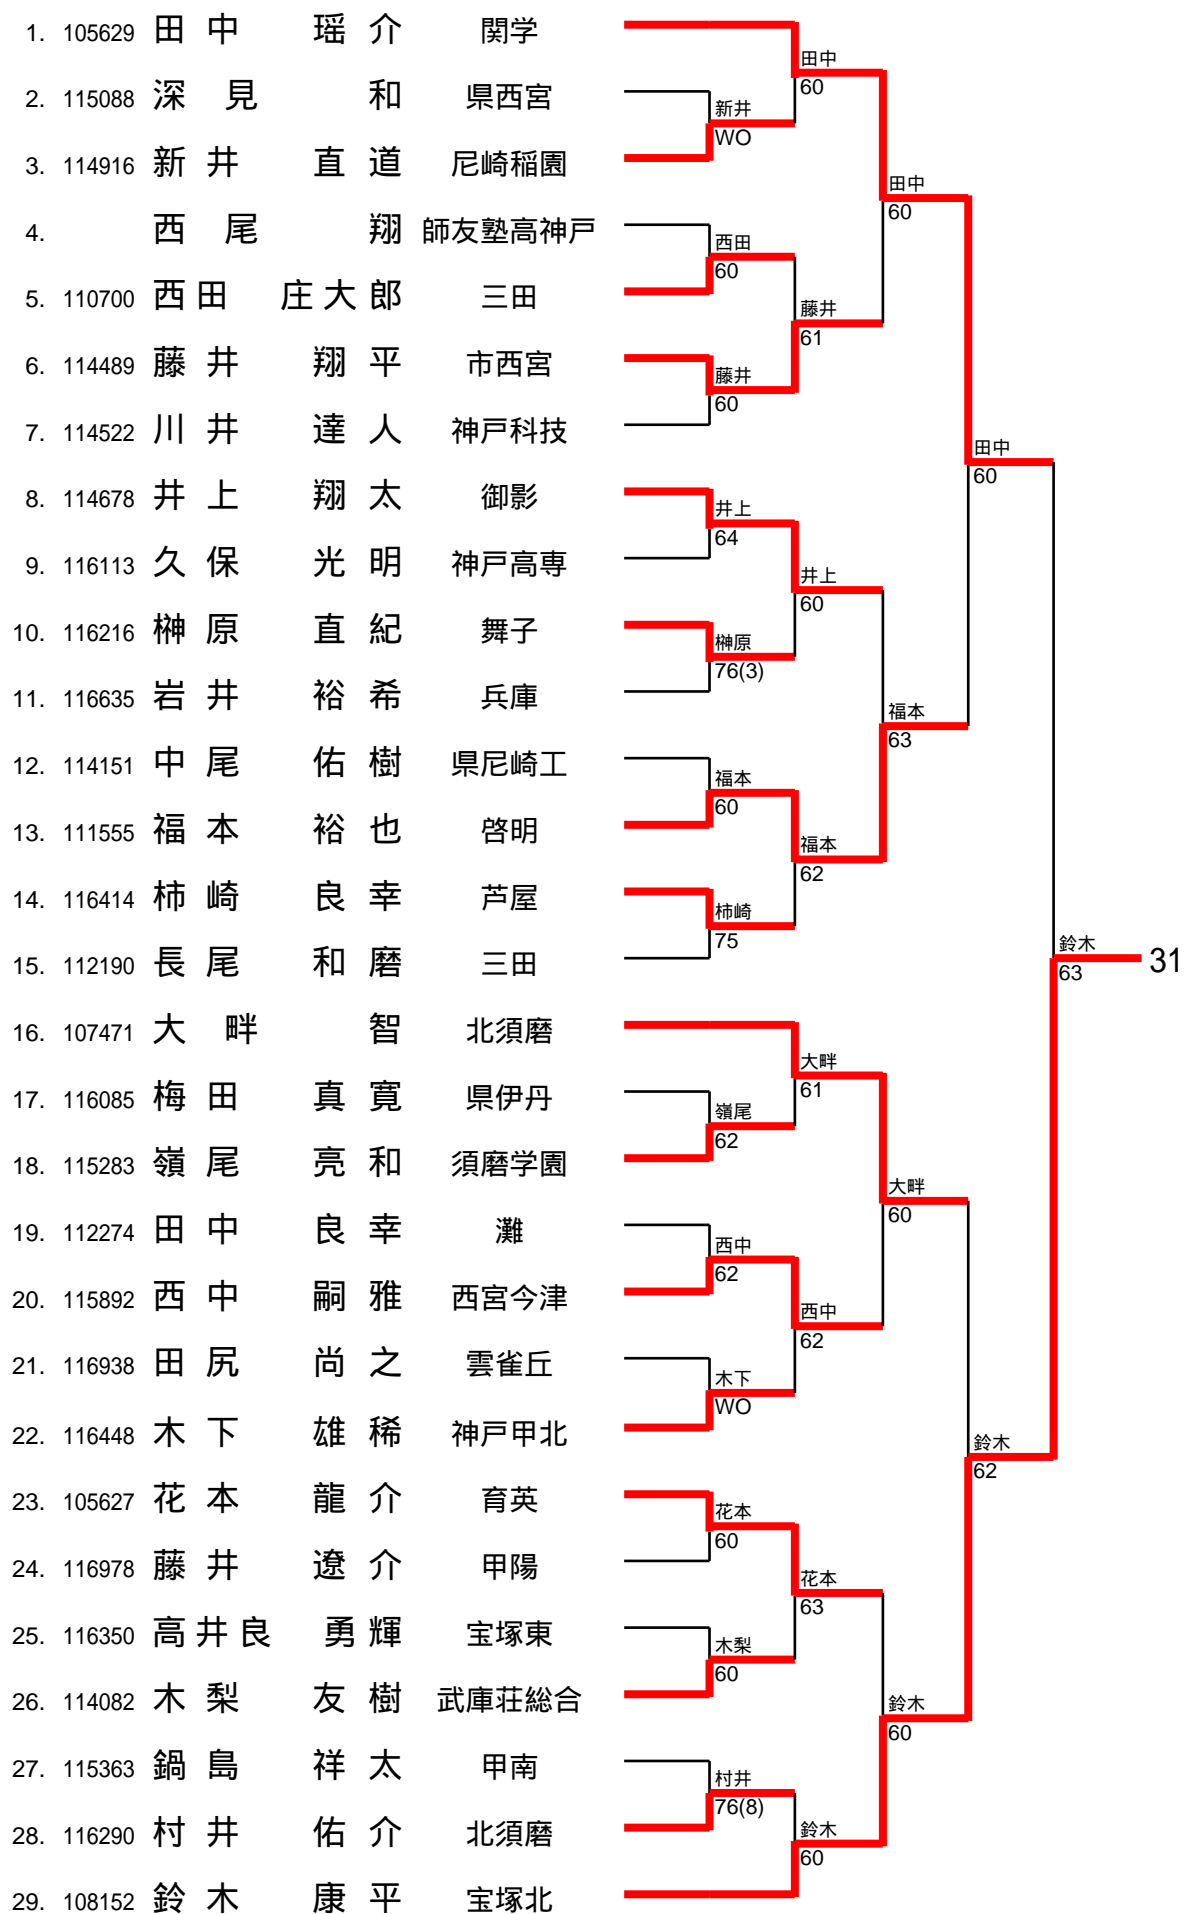 1. 105629 田中 瑶介 関学
2. 115088 深見 和 県西宮
3. 114916 新井 直道 尼崎稲園
4. 西尾 翔 師友塾高神戸
5. 110700 西田 庄大郎 三田
6. 114489 藤井 翔平 市西宮
7. 114522 川井 達人 神戸科技
8. 114678 井上 翔太 御影
9. 116113 久保 光明 神戸高専
10. 116216 榊原 直紀 舞子
11. 116635 岩井 裕希 兵庫
12. 114151 中尾 佑樹 県尼崎工
13. 111555 福本 裕也 啓明
14. 116414 柿崎 良幸 芦屋
15. 112190 長尾 和磨 三田
16. 107471 大畔 智 北須磨
17. 116085 梅田 真寛 県伊丹
18. 115283 嶺尾 亮和 須磨学園
19. 112274 田中 良幸 灘
20. 115892 西中 嗣雅 西宮今津
21. 116938 田尻 尚之 雲雀丘
22. 116448 木下 雄稀 神戸甲北
23. 105627 花本 龍介 育英
24. 116978 藤井 遼介 甲陽
25. 116350 高井良 勇輝 宝塚東
26. 114082 木梨 友樹 武庫荘総合
27. 115363 鍋島 祥太 甲南
28. 116290 村井 佑介 北須磨
29. 108152 鈴木 康平 宝塚北
新井
WO
西田
60
藤井
60
井上
64
榊原
76(3)
福本
60
柿崎
75
嶺尾
62
西中
62
木下
WO
花本
60
木梨
60
村井
76(8)
田中
60
藤井
61
井上
60
福本
62
大畔
61
西中
62
花本
63
鈴木
60
田中
60
福本
63
大畔
60
鈴木
60
田中
60
鈴木
62
鈴木
63
31